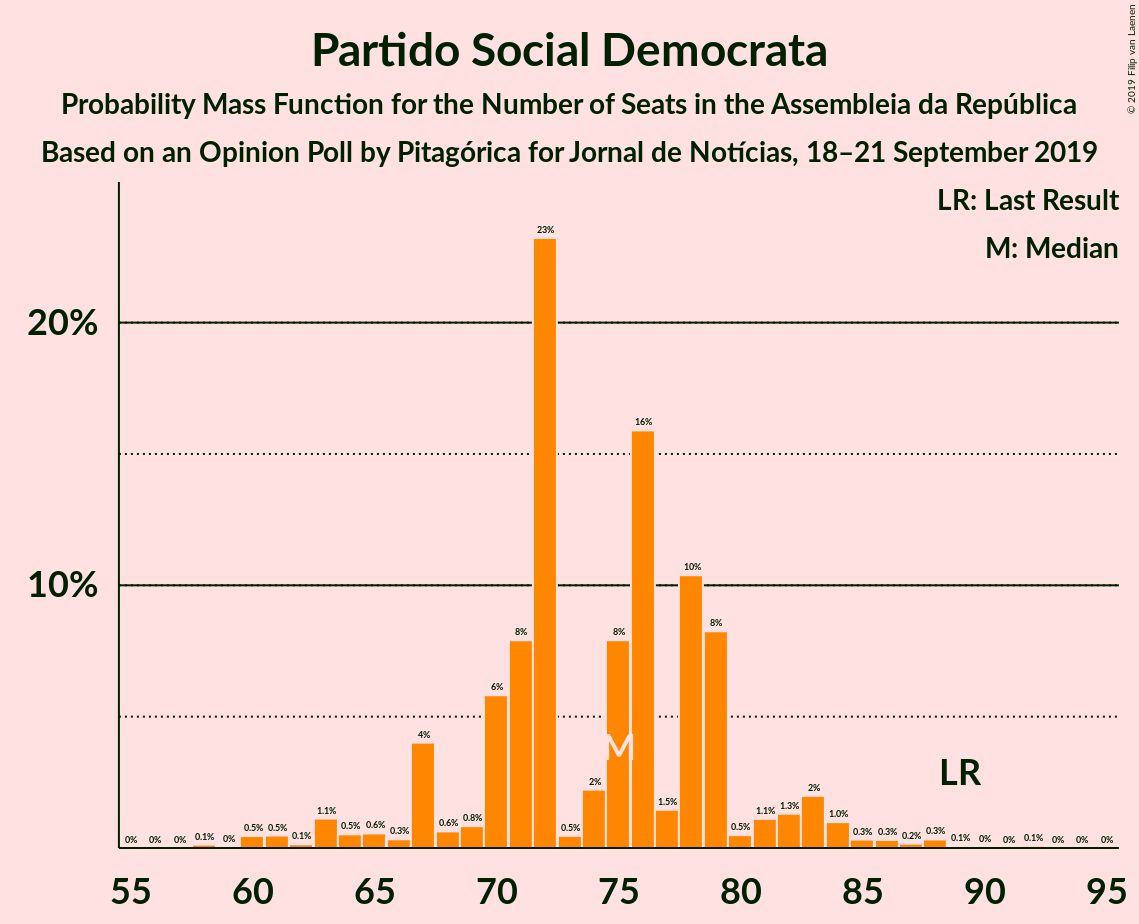 Partido Social Democrata
Probability Mass Function for the Number of Seats in the Assembleia da República
Based on an Opinion Poll by Pitagórica for Jornal de Notícias, 18–21 September 2019
© 2019 Filip van Laenen
LR: Last Result
M: Median
20%
10%
0% 0% 0% 0.1% 0% 0.5% 0.5% 0.1% 1.1% 0.5% 0.6% 0.3% 4% 0.6% 0.8% 6% 8% 23% 0.5% 2% 8% 16% 1.5% 10% 8% 0.5% 1.1% 1.3% 2% 1.0% 0.3% 0.3% 0.2% 0.3% 0.1% 0% 0% 0.1% 0% 0% 0%
M
LR
55 60 65 70 75 80 85 90 95